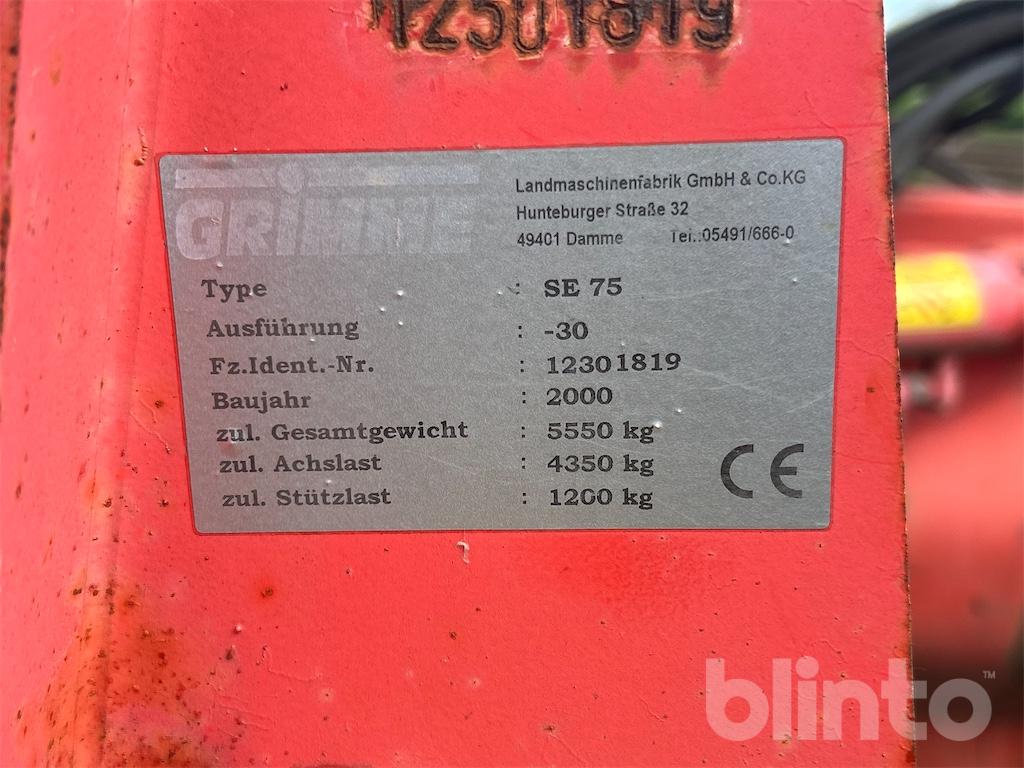 12301819
GRIMME
Landmaschinenfabrik GmbH & Co.KG
Hunteburger Straße 32
49401 Damme Tel.:05491/666-0
Type : SE 75
Ausführung : -30
Fz.Ident.-Nr. : 12301819
Baujahr : 2000
zul. Gesamtgewicht : 5550 kg
zul. Achslast : 4350 kg
zul. Stützlast : 1200 kg
CE
blinto™